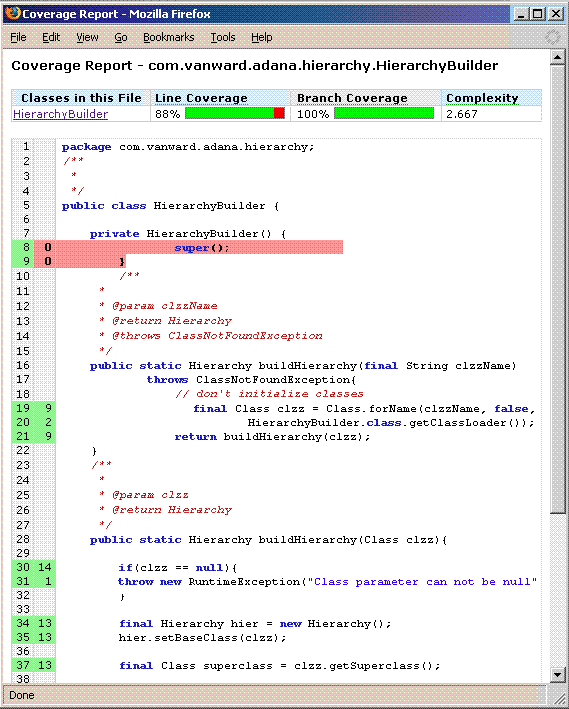 Coverage Report - Mozilla Firefox
File Edit View Go Bookmarks Tools Help
Coverage Report - com.vanward.adana.hierarchy.HierarchyBuilder
Classes in this File Line Coverage Branch Coverage Complexity
HierarchyBuilder 88% 100% 2.667
1 package com.vanward.adana.hierarchy;
2 /**
3 *
4 */
5 public class HierarchyBuilder {
6
7 private HierarchyBuilder() {
8 0 super();
9 0 }
10 /**
11 *
12 * @param clzzName
13 * @return Hierarchy
14 * @throws ClassNotFoundException
15 */
16 public static Hierarchy buildHierarchy(final String clzzName)
17 throws ClassNotFoundException{
18 // don't initialize classes
19 9 final Class clzz = Class.forName(clzzName, false,
20 2 HierarchyBuilder.class.getClassLoader());
21 9 return buildHierarchy(clzz);
22 }
23 /**
24 *
25 * @param clzz
26 * @return Hierarchy
27 */
28 public static Hierarchy buildHierarchy(Class clzz){
29
30 14 if(clzz == null){
31 1 throw new RuntimeException("Class parameter can not be null"
32 }
33
34 13 final Hierarchy hier = new Hierarchy();
35 13 hier.setBaseClass(clzz);
36
37 13 final Class superclass = clzz.getSuperclass();
38
Done